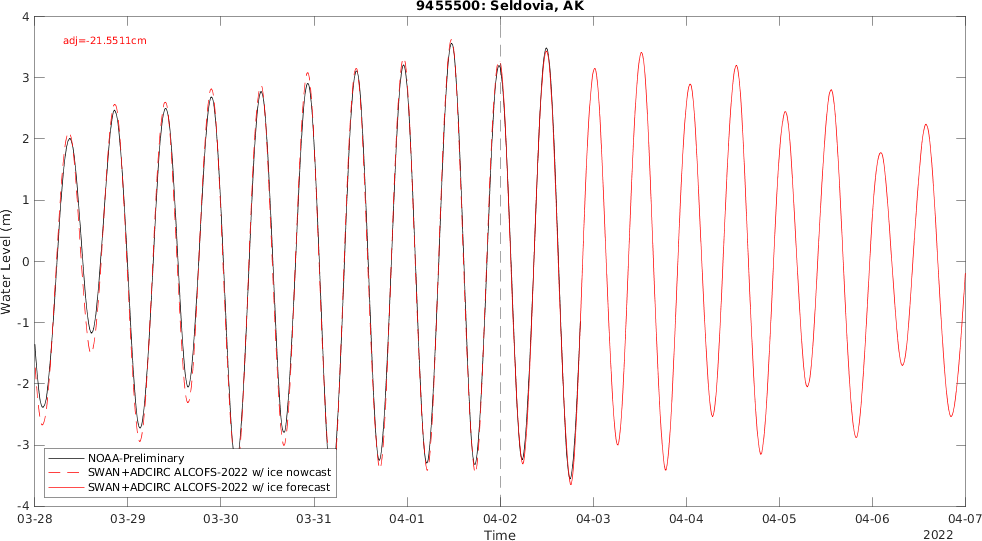 9455500: Seldovia, AK
adj=-21.5511cm
4
3
2
1
0
-1
-2
-3
-4
Water Level (m)
NOAA-Preliminary
SWAN+ADCIRC ALCOFS-2022 w/ ice nowcast
SWAN+ADCIRC ALCOFS-2022 w/ ice forecast
03-28 03-29 03-30 03-31 04-01 04-02 04-03 04-04 04-05 04-06 04-07
Time
2022